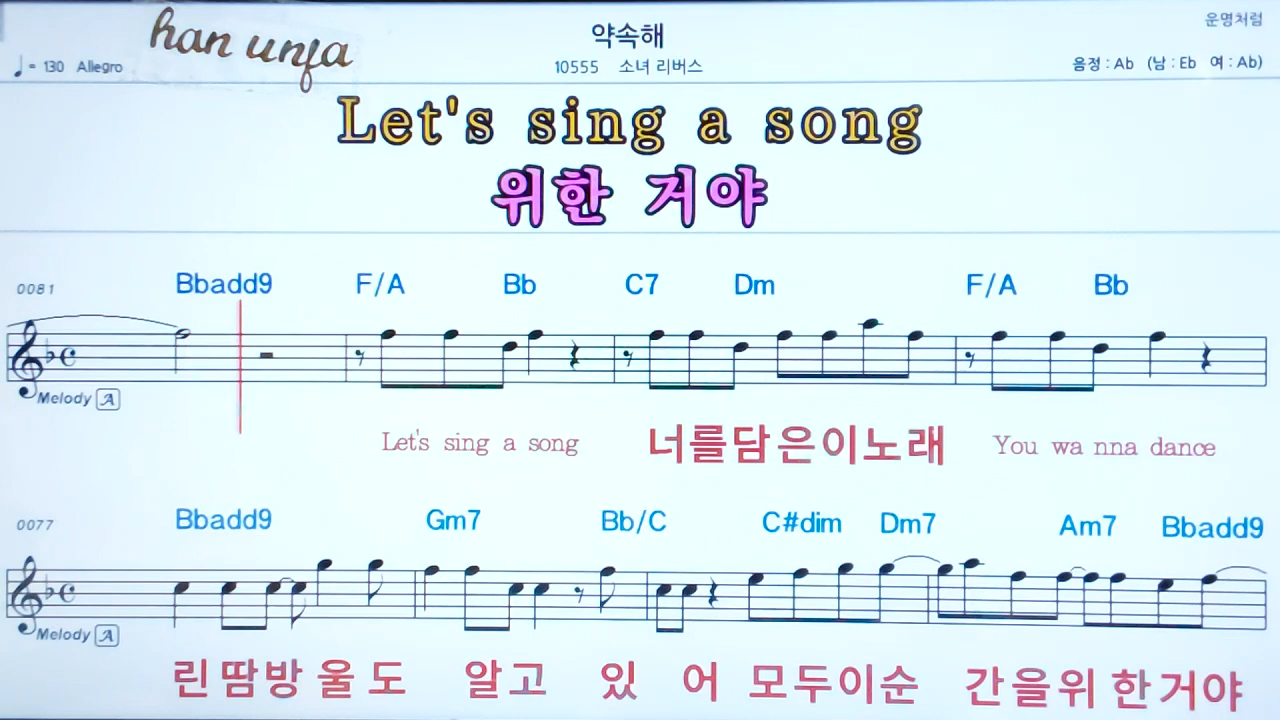 han unfa
약속해
운명처럼
♩= 130 Allegro
10555 소녀 리버스
음정 : Ab (남 : Eb 여 : Ab)
Let's sing a song
위한 거야
0081 Bbadd9 F/A Bb C7 Dm F/A Bb
Melody A
Let's sing a song 너를담은이노래 You wa nna dance
0077 Bbadd9 Gm7 Bb/C C#dim Dm7 Am7 Bbadd9
Melody A
린땀방울도 알고 있어 모두이순간을위한거야